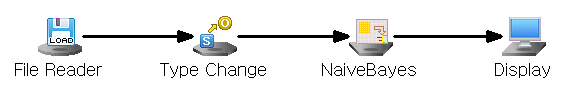 LOAD
S
O
File Reader
Type Change
NaiveBayes
Display